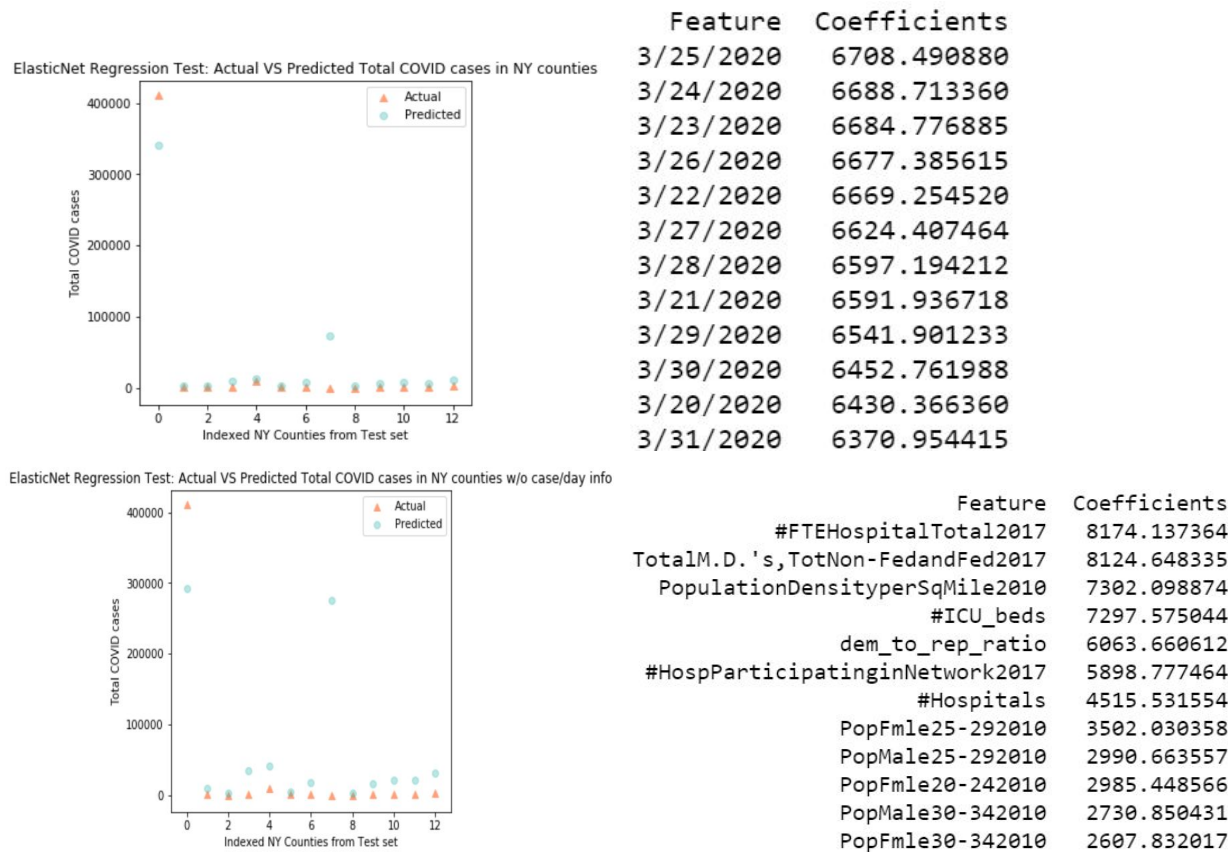 ElasticNet Regression Test: Actual VS Predicted Total COVID cases in NY counties
Actual
Predicted
400000
300000
200000
100000
0
Total COVID cases
0 2 4 6 8 10 12
Indexed NY Counties from Test set
Feature Coefficients
3/25/2020 6708.490880
3/24/2020 6688.713360
3/23/2020 6684.776885
3/26/2020 6677.385615
3/22/2020 6669.254520
3/27/2020 6624.407464
3/28/2020 6597.194212
3/21/2020 6591.936718
3/29/2020 6541.901233
3/30/2020 6452.761988
3/20/2020 6430.366360
3/31/2020 6370.954415
ElasticNet Regression Test: Actual VS Predicted Total COVID cases in NY counties w/o case/day info
Actual
Predicted
400000
300000
200000
100000
0
Total COVID cases
0 2 4 6 8 10 12
Indexed NY Counties from Test set
Feature Coefficients
#FTEHospitalTotal2017 8174.137364
TotalM.D.'s,TotNon-FedandFed2017 8124.648335
PopulationDensityperSqMile2010 7302.098874
#ICU_beds 7297.575044
dem_to_rep_ratio 6063.660612
#HospParticipatinginNetwork2017 5898.777464
#Hospitals 4515.531554
PopFmle25-292010 3502.030358
PopMale25-292010 2990.663557
PopFmle20-242010 2985.448566
PopMale30-342010 2730.850431
PopFmle30-342010 2607.832017